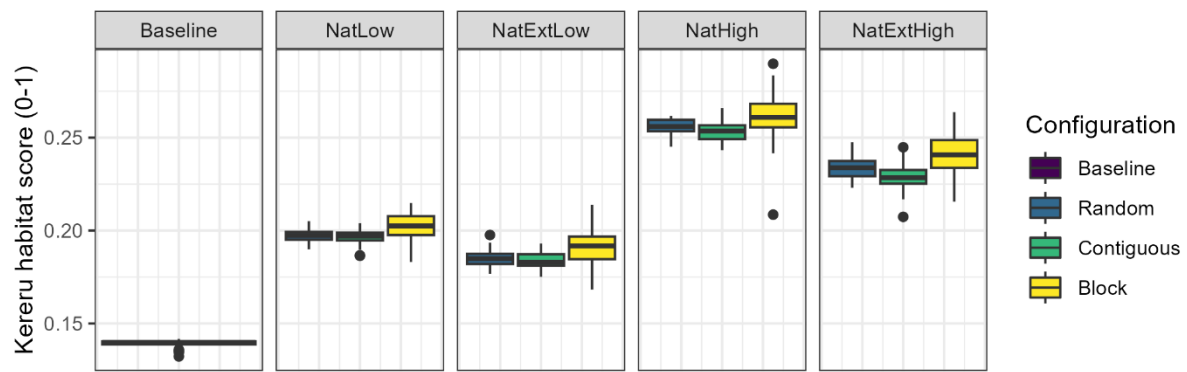 Baseline NatLow NatExtLow NatHigh NatExtHigh
Kereru habitat score (0-1)
0.25
0.20
0.15
Configuration
Baseline
Random
Contiguous
Block